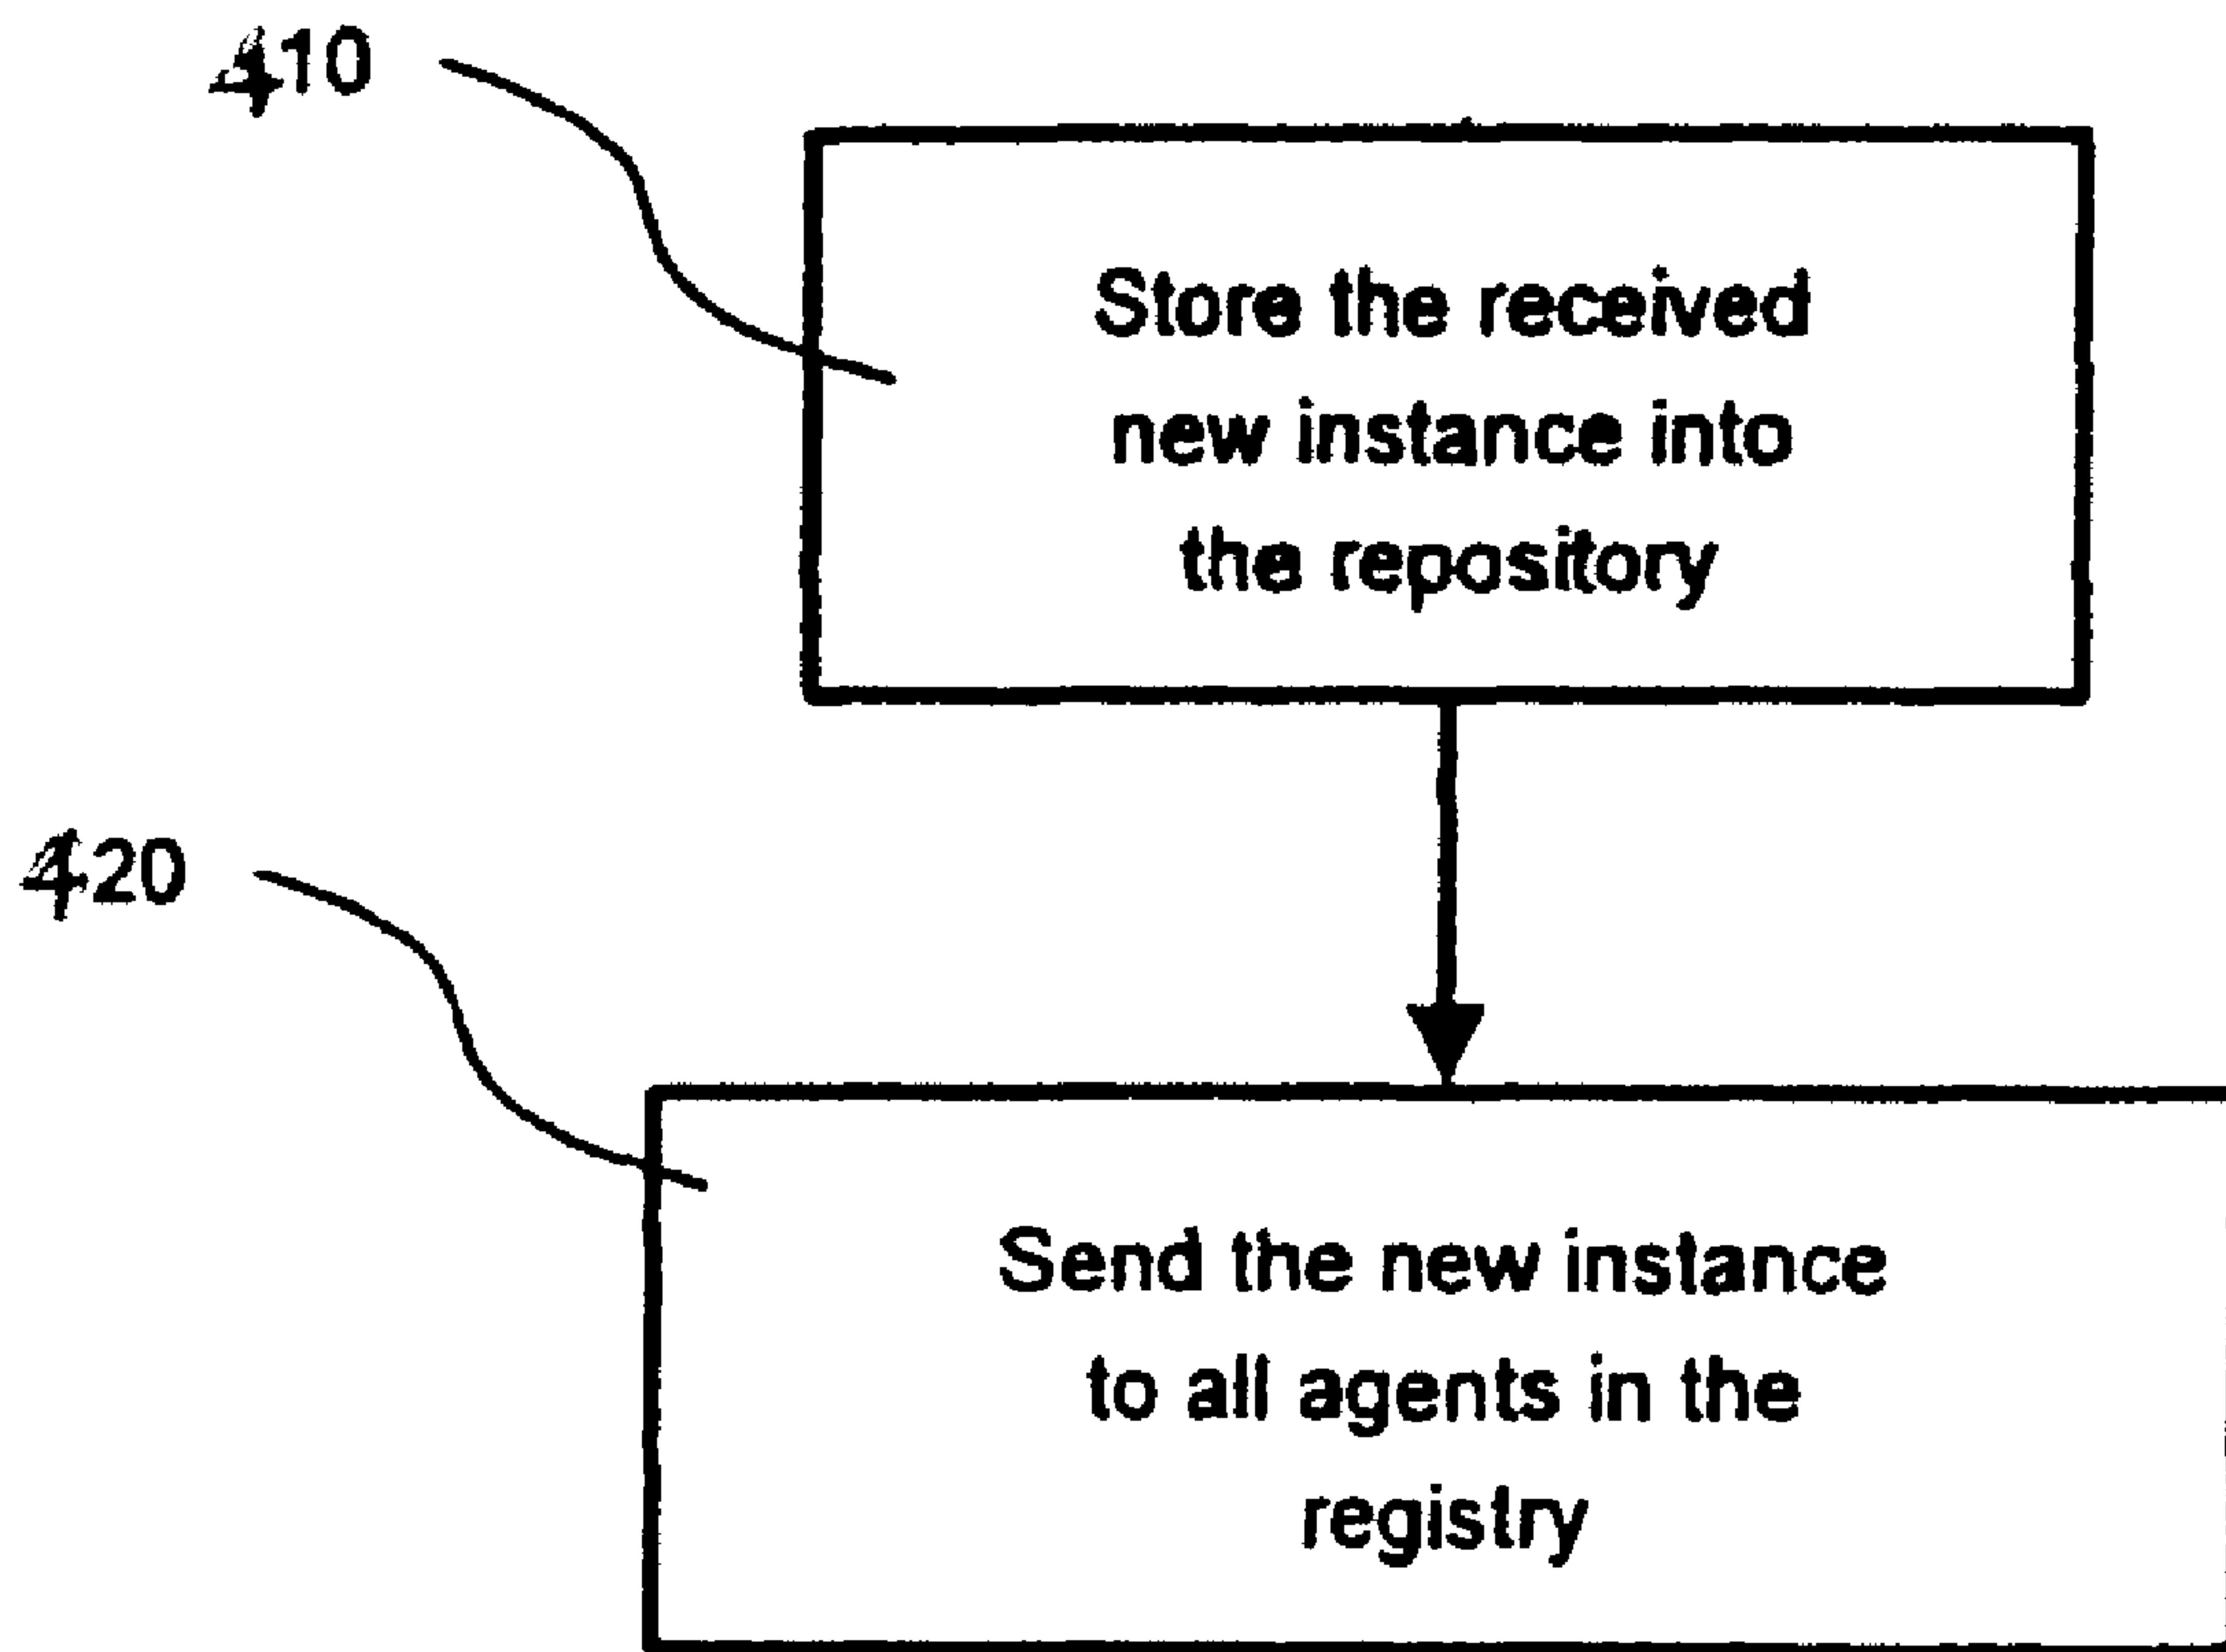 410
Store the received
new instance into
the repository
420
Send the new instance
to all agents in the
registry